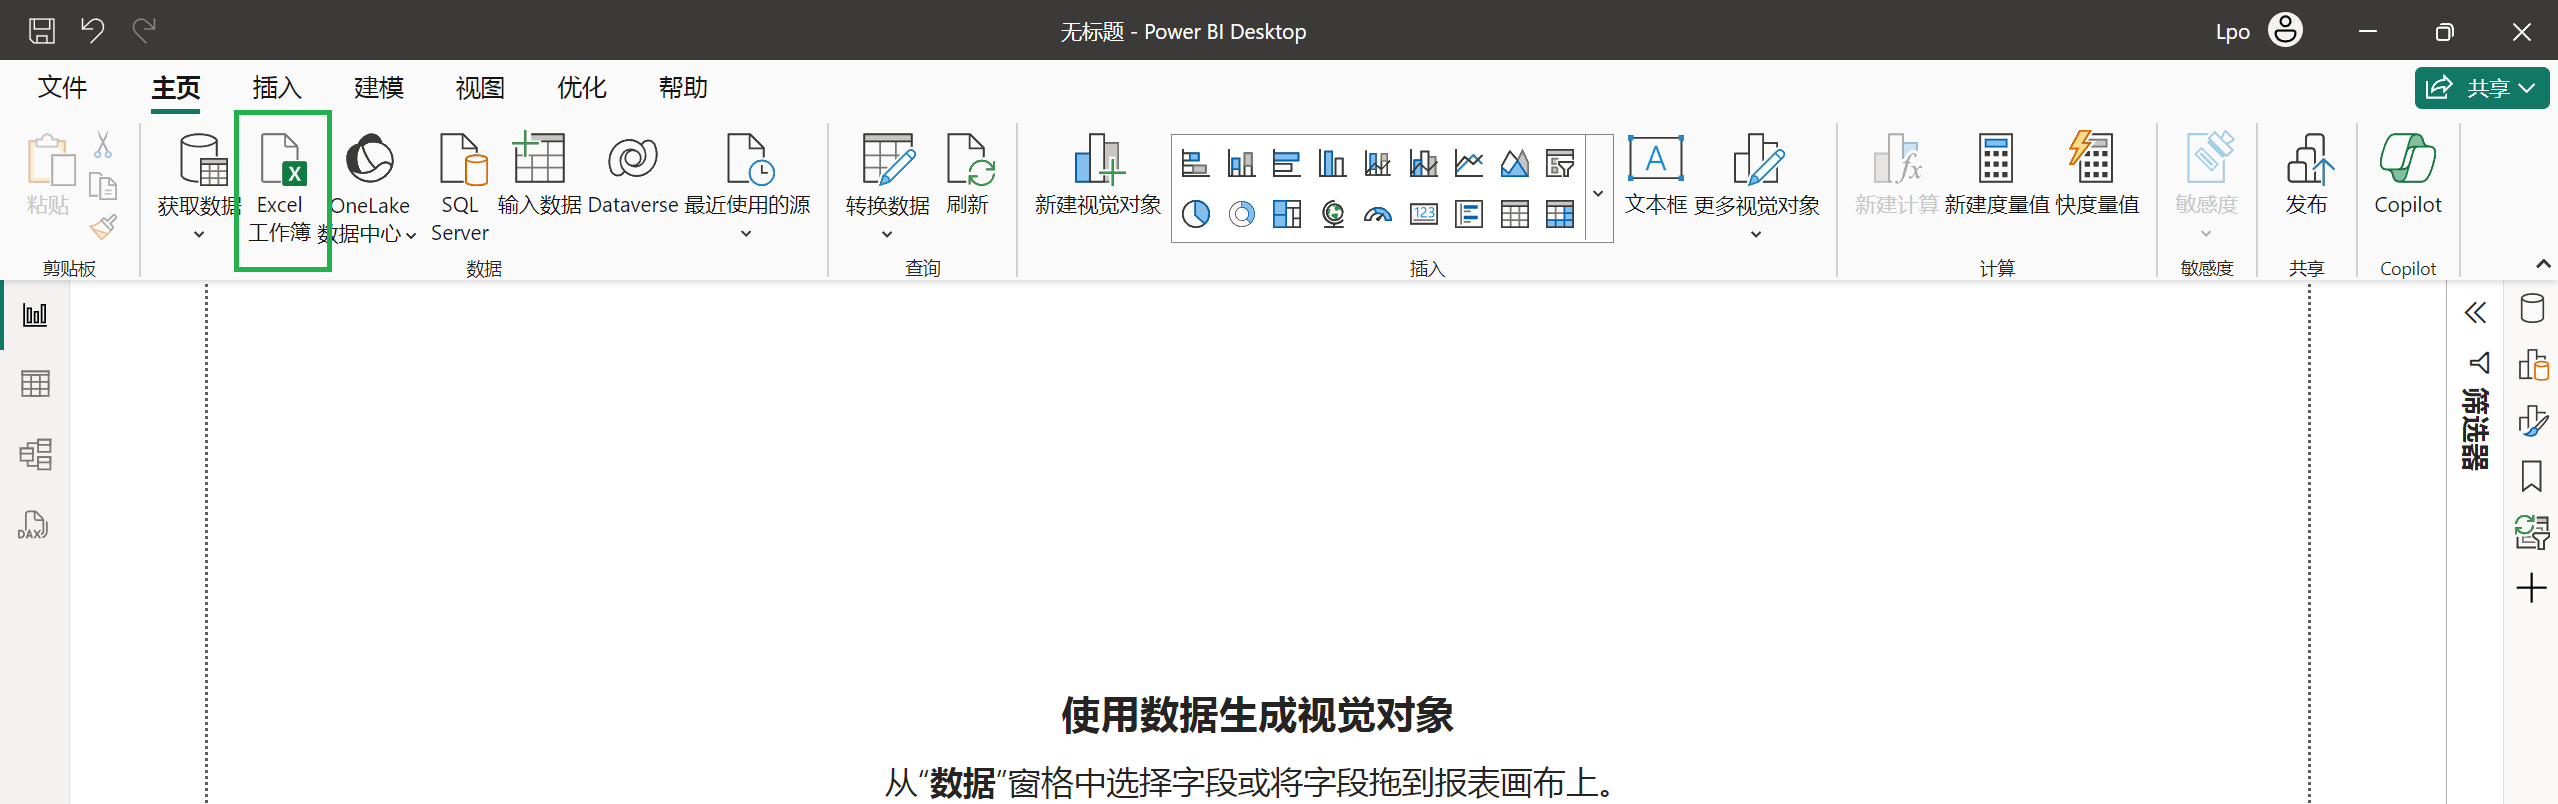 无标题 - Power BI Desktop
Lpo
文件
主页
插入
建模
视图
优化
帮助
共享
粘贴
剪贴板
获取数据
Excel
工作簿
OneLake
数据中心
SQL
Server
输入数据
Dataverse
最近使用的源
数据
转换数据
刷新
查询
新建视觉对象
A
123
文本框
更多视觉对象
插入
新建计算
新建度量值
快度量值
计算
敏感度
敏感度
发布
共享
Copilot
Copilot
DAX
筛选器
使用数据生成视觉对象
从“数据”窗格中选择字段或将字段拖到报表画布上。